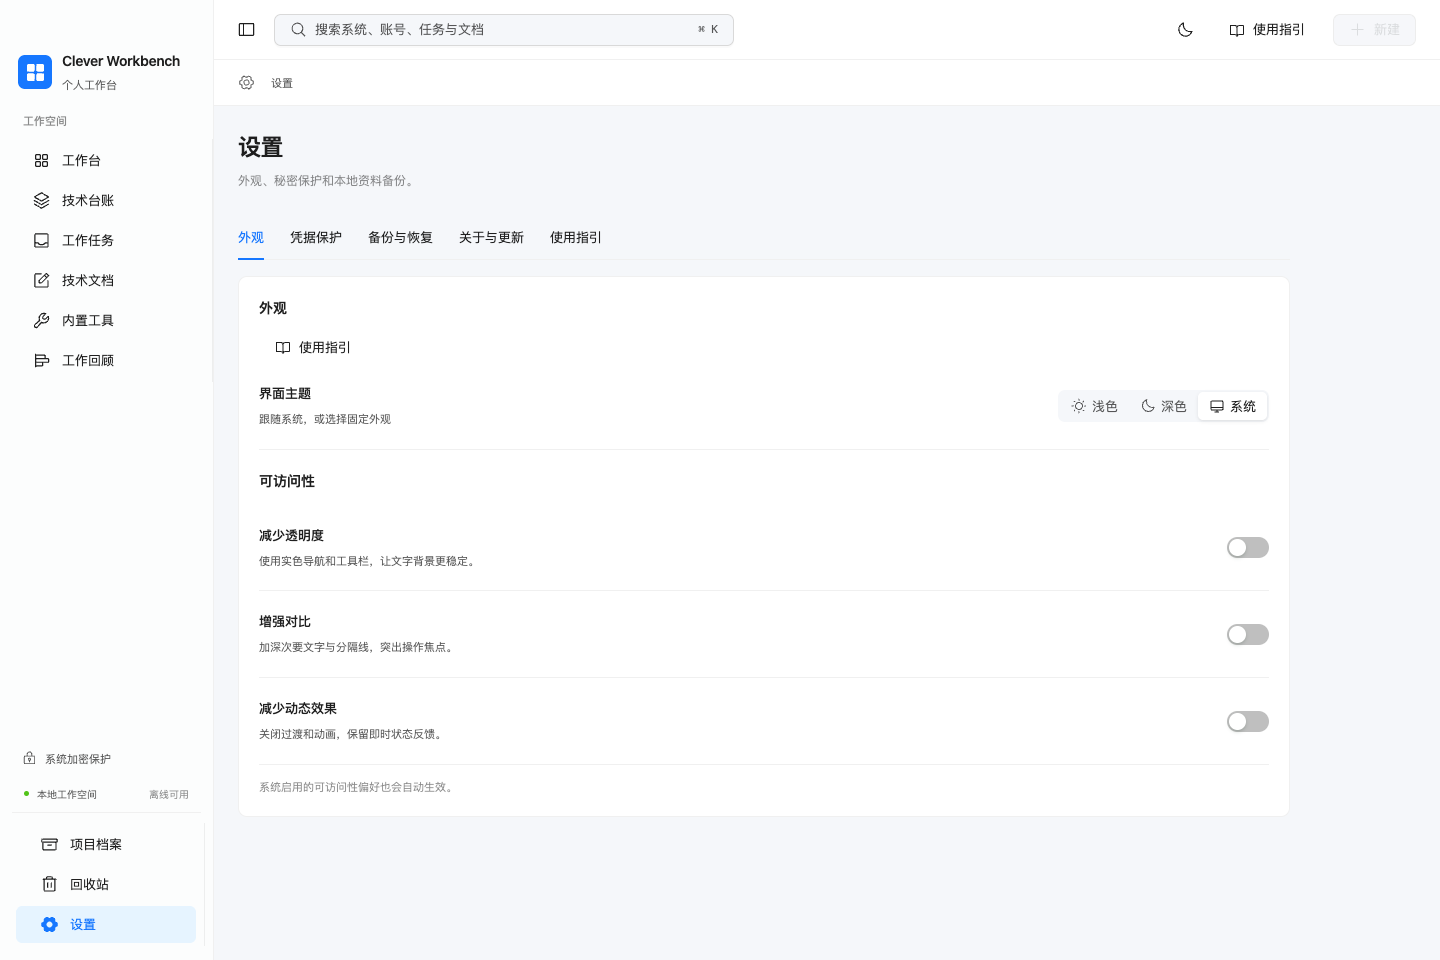 Clever Workbench
个人工作台
工作空间
工作台
技术台账
工作任务
技术文档
内置工具
工作回顾
系统加密保护
本地工作空间 离线可用
项目档案
回收站
设置
搜索系统、账号、任务与文档 ⌘ K
使用指引
新建
设置
设置
外观、秘密保护和本地资料备份。
外观 凭据保护 备份与恢复 关于与更新 使用指引
外观
使用指引
界面主题
跟随系统，或选择固定外观
浅色 深色 系统
可访问性
减少透明度
使用实色导航和工具栏，让文字背景更稳定。
增强对比
加深次要文字与分隔线，突出操作焦点。
减少动态效果
关闭过渡和动画，保留即时状态反馈。
系统启用的可访问性偏好也会自动生效。